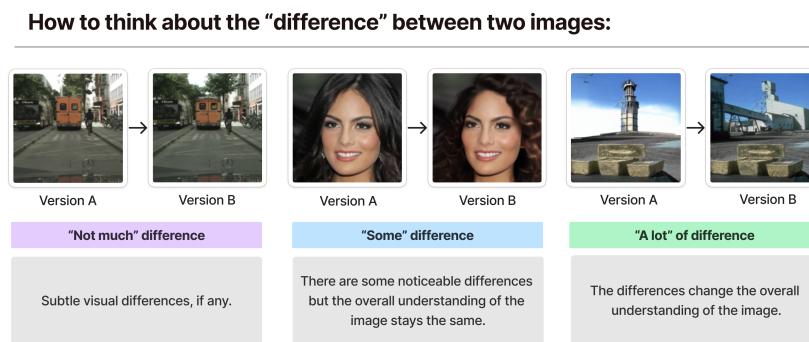 How to think about the “difference” between two images:
Version A
Version B
Version A
Version B
Version A
Version B
“Not much” difference
“Some” difference
“A lot” of difference
Subtle visual differences, if any.
There are some noticeable differences
but the overall understanding of the
image stays the same.
The differences change the overall
understanding of the image.